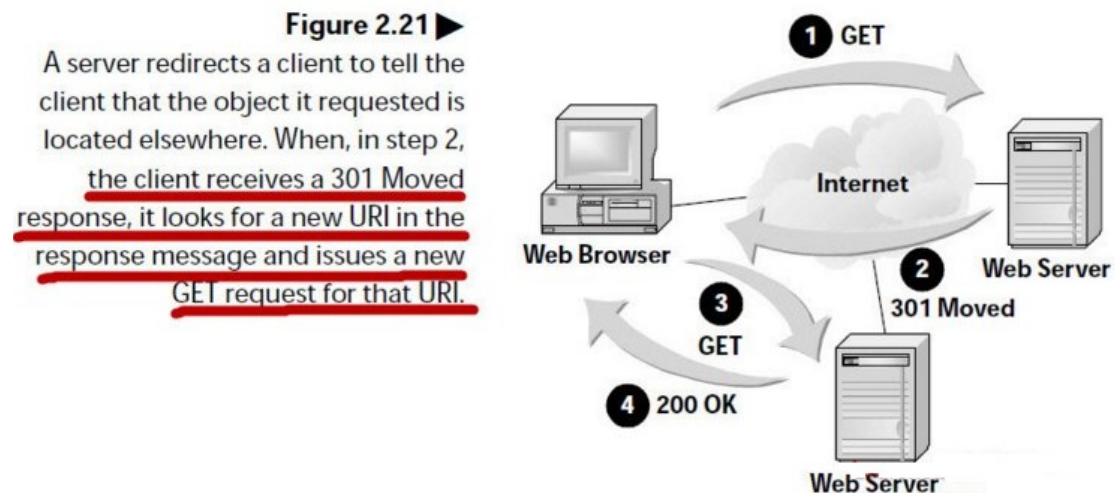 Figure 2.21 ▶
A server redirects a client to tell the
client that the object it requested is
located elsewhere. When, in step 2,
the client receives a 301 Moved
response, it looks for a new URI in the
response message and issues a new
GET request for that URI.
1 GET
Internet
Web Browser
Web Server
2
301 Moved
3
GET
4 200 OK
Web Server